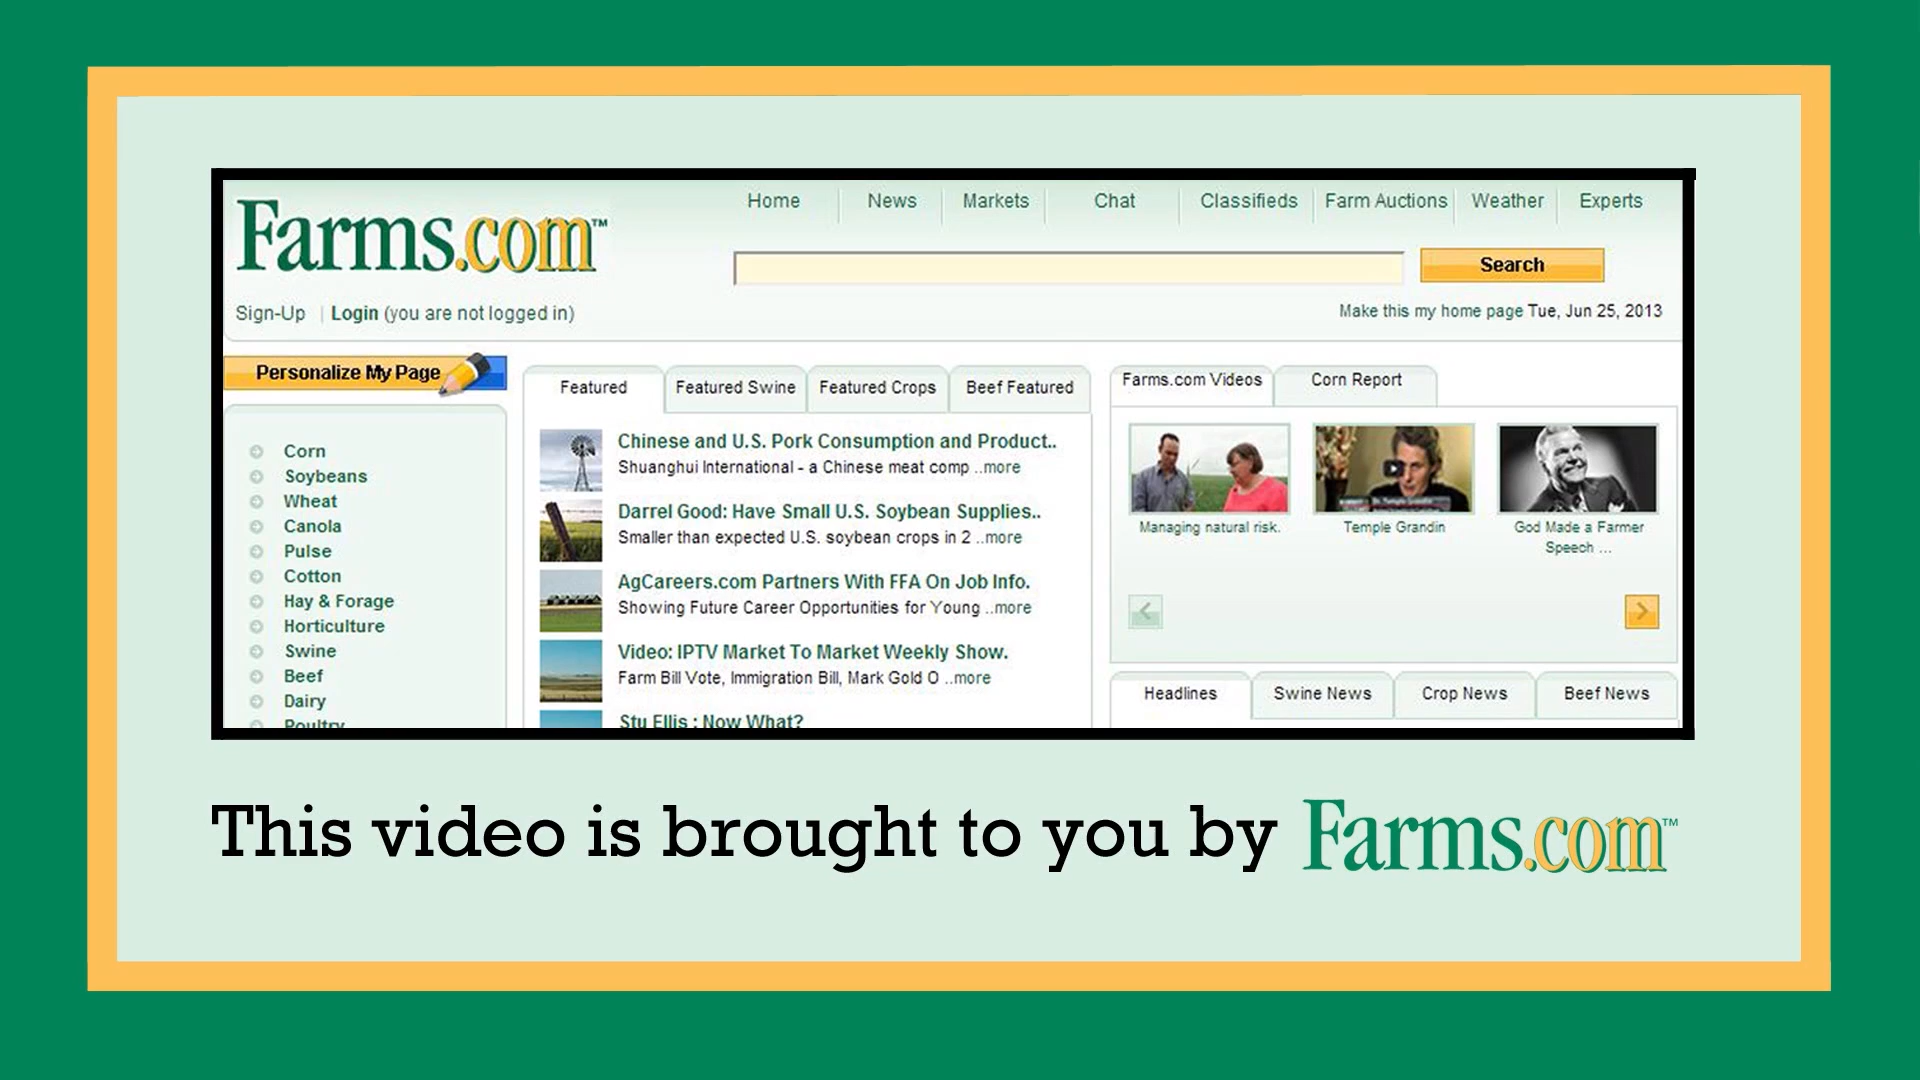 Farms.com™
Home News Markets Chat Classifieds Farm Auctions Weather Experts
Search
Sign-Up | Login (you are not logged in)
Make this my home page Tue, Jun 25, 2013
Personalize My Page
Corn
Soybeans
Wheat
Canola
Pulse
Cotton
Hay & Forage
Horticulture
Swine
Beef
Dairy
Poultry
Featured Featured Swine Featured Crops Beef Featured
Chinese and U.S. Pork Consumption and Product..
Shuanghui International - a Chinese meat comp ..more
Darrel Good: Have Small U.S. Soybean Supplies..
Smaller than expected U.S. soybean crops in 2 ..more
AgCareers.com Partners With FFA On Job Info.
Showing Future Career Opportunities for Young ..more
Video: IPTV Market To Market Weekly Show.
Farm Bill Vote, Immigration Bill, Mark Gold O ..more
Stu Ellis : Now What?
Farms.com Videos Corn Report
Managing natural risk.
Temple Grandin
God Made a Farmer
Speech ...
Headlines Swine News Crop News Beef News
This video is brought to you by Farms.com™